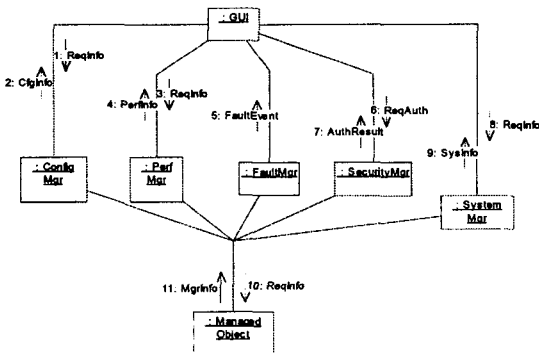 : GUI
1: ReqInfo
2: CfgInfo
3: ReqInfo
4: PerfInfo
5: FaultEvent
6: ReqAuth
7: AuthResult
8: ReqInfo
9: SysInfo
: Config
Mgr
: Perf
Mgr
: FaultMgr
: SecurityMgr
: System
Mgr
11: MgrInfo
10: ReqInfo
: Managed
Object